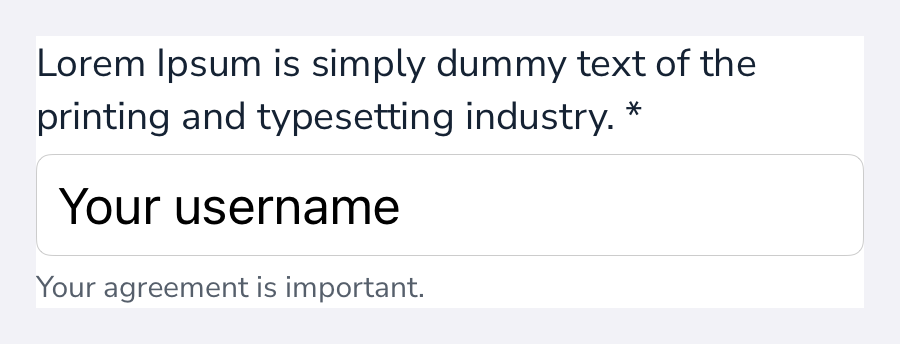 Lorem Ipsum is simply dummy text of the
printing and typesetting industry. *
Your username
Your agreement is important.